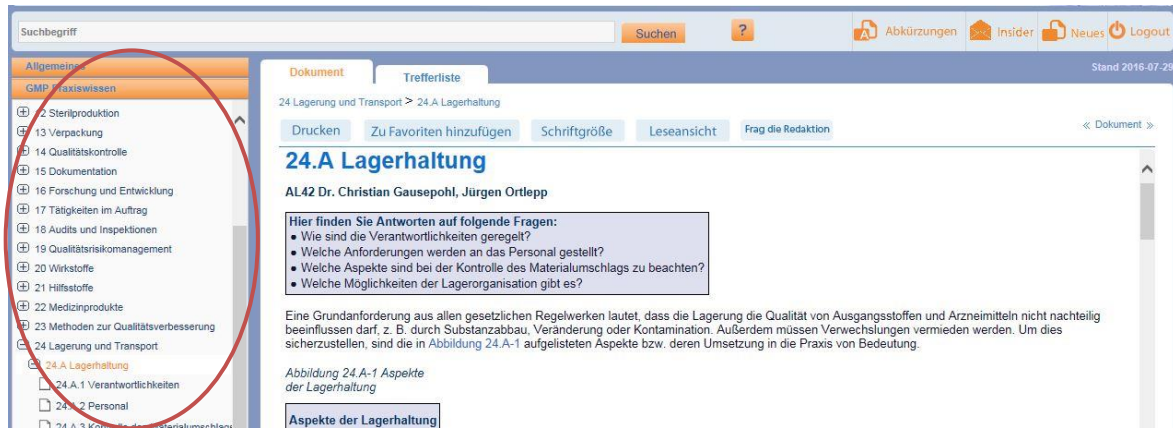 Suchbegriff
Suchen
?
Abkürzungen
Insider
Neues
Logout
Allgemeines
GMP Praxiswissen
12 Sterilproduktion
13 Verpackung
14 Qualitätskontrolle
15 Dokumentation
16 Forschung und Entwicklung
17 Tätigkeiten im Auftrag
18 Audits und Inspektionen
19 Qualitätsrisikomanagement
20 Wirkstoffe
21 Hilfsstoffe
22 Medizinprodukte
23 Methoden zur Qualitätsverbesserung
24 Lagerung und Transport
24.A Lagerhaltung
24.A.1 Verantwortlichkeiten
24.A.2 Personal
24.A.3 Kontrolle des Materialumschlags
Dokument
Trefferliste
Stand 2016-07-29
24 Lagerung und Transport > 24.A Lagerhaltung
Drucken
Zu Favoriten hinzufügen
Schriftgröße
Leseansicht
Frag die Redaktion
« Dokument »
24.A Lagerhaltung
AL42 Dr. Christian Gausepohl, Jürgen Ortlepp
Hier finden Sie Antworten auf folgende Fragen:
• Wie sind die Verantwortlichkeiten geregelt?
• Welche Anforderungen werden an das Personal gestellt?
• Welche Aspekte sind bei der Kontrolle des Materialumschlags zu beachten?
• Welche Möglichkeiten der Lagerorganisation gibt es?
Eine Grundanforderung aus allen gesetzlichen Regelwerken lautet, dass die Lagerung die Qualität von Ausgangsstoffen und Arzneimitteln nicht nachteilig
beeinflussen darf, z. B. durch Substanzabbau, Veränderung oder Kontamination. Außerdem müssen Verwechslungen vermieden werden. Um dies
sicherzustellen, sind die in Abbildung 24.A-1 aufgelisteten Aspekte bzw. deren Umsetzung in die Praxis von Bedeutung.
Abbildung 24.A-1 Aspekte
der Lagerhaltung
Aspekte der Lagerhaltung